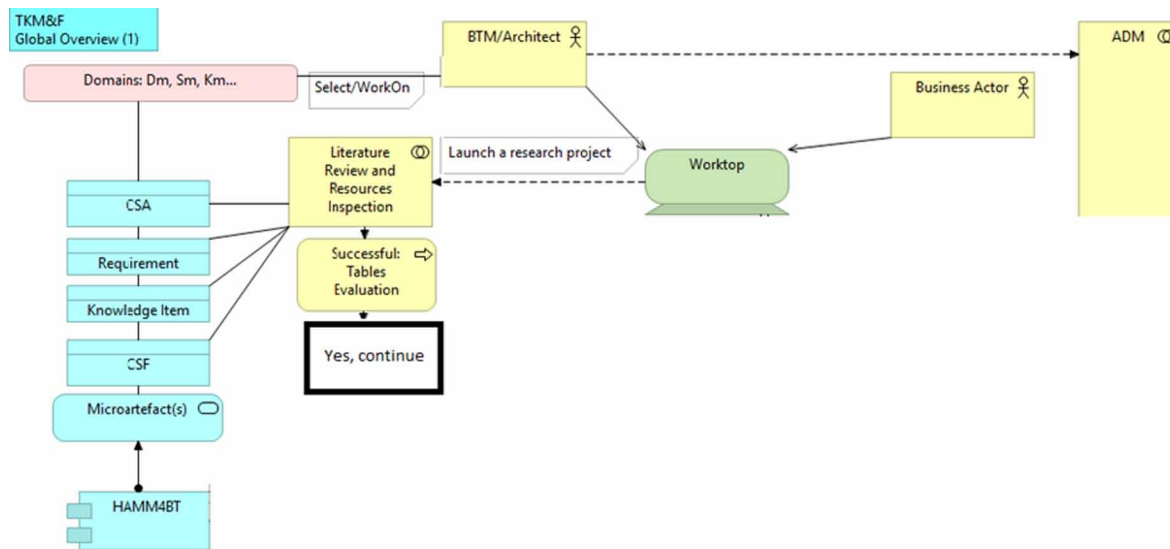 TKM&F
Global Overview (1)
BTM/Architect
ADM
Domains: Dm, Sm, Km...
Select/WorkOn
Business Actor
Literature
Review and
Resources
Inspection
Launch a research project
Worktop
CSA
Requirement
Successful:
Tables
Evaluation
Knowledge Item
Yes, continue
CSF
Microartefact(s)
HAMM4BT